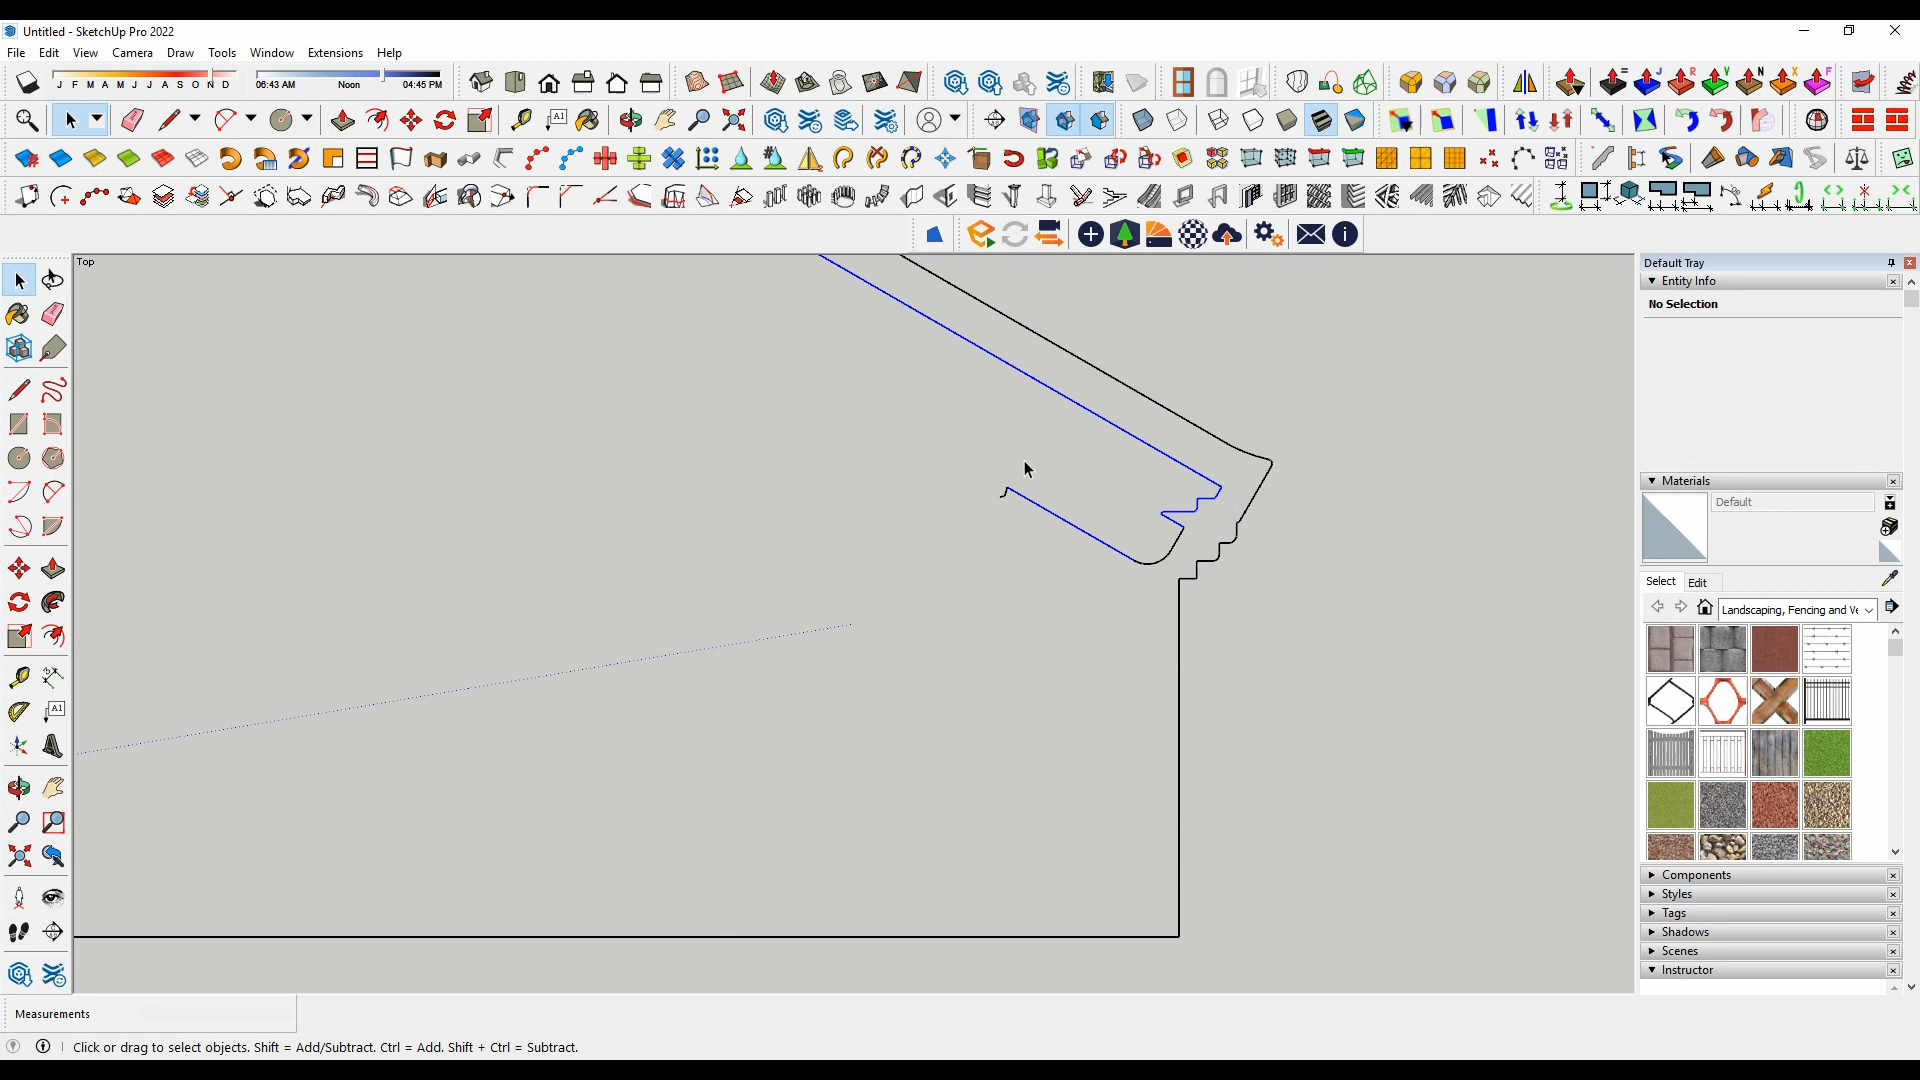 Untitled - SketchUp Pro 2022
File Edit View Camera Draw Tools Window Extensions Help
J F M A M J J A S O N D
06:43 AM Noon 04:45 PM
A1
Top
Default Tray
Entity Info
No Selection
Materials
Default
Select Edit
Landscaping, Fencing and Ve
A1
Components
Styles
Tags
Shadows
Scenes
Instructor
Measurements
Click or drag to select objects. Shift = Add/Subtract. Ctrl = Add. Shift + Ctrl = Subtract.